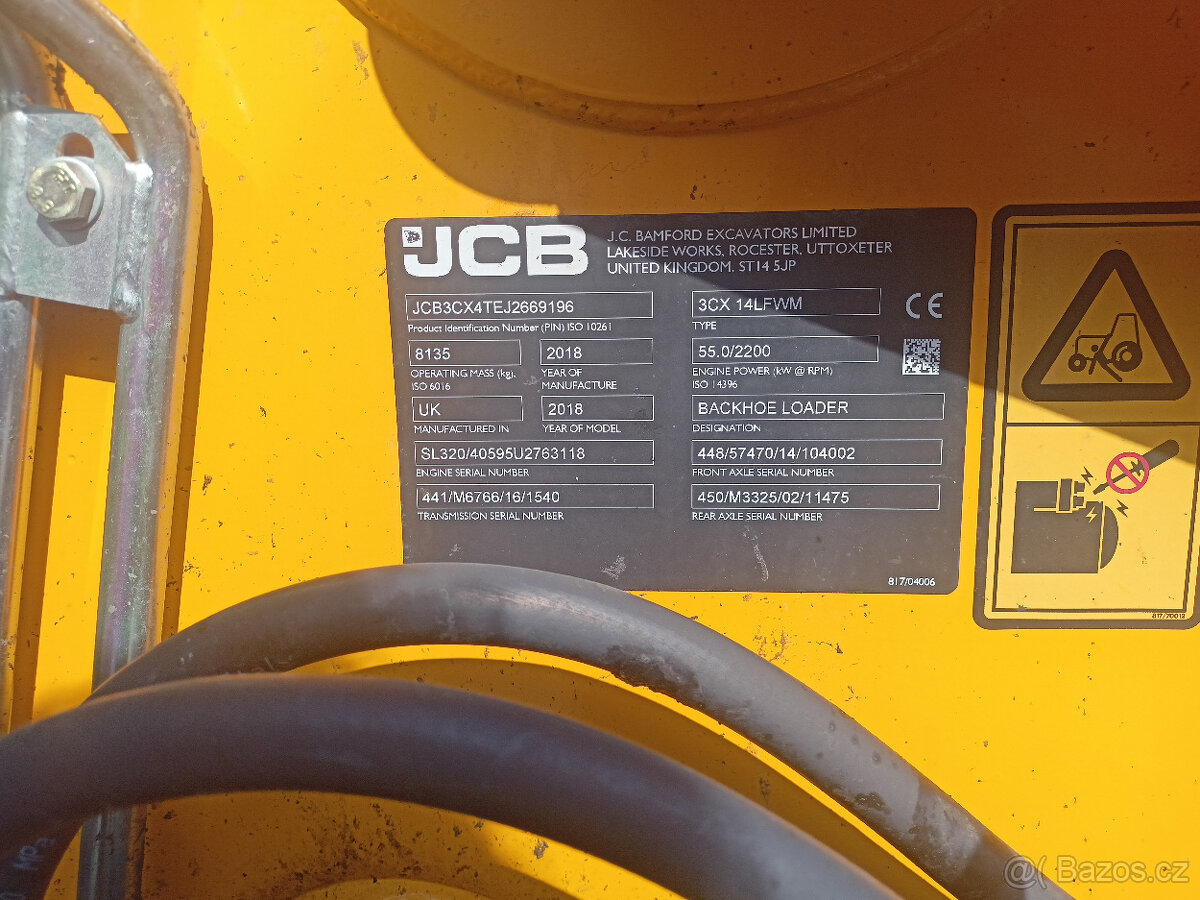 JCB
J.C. BAMFORD EXCAVATORS LIMITED
LAKESIDE WORKS, ROCESTER, UTTOXETER
UNITED KINGDOM. ST14 5JP
JCB3CX4TEJ2669196
Product Identification Number (PIN) ISO 10261
3CX 14LFWM
TYPE
CE
8135
OPERATING MASS (kg).
ISO 6016
2018
YEAR OF
MANUFACTURE
55.0/2200
ENGINE POWER (kW @ RPM)
ISO 14396
UK
MANUFACTURED IN
2018
YEAR OF MODEL
BACKHOE LOADER
DESIGNATION
SL320/40595U2763118
ENGINE SERIAL NUMBER
448/57470/14/104002
FRONT AXLE SERIAL NUMBER
441/M6766/16/1540
TRANSMISSION SERIAL NUMBER
450/M3325/02/11475
REAR AXLE SERIAL NUMBER
817/04006
817/70012
Bazos.cz